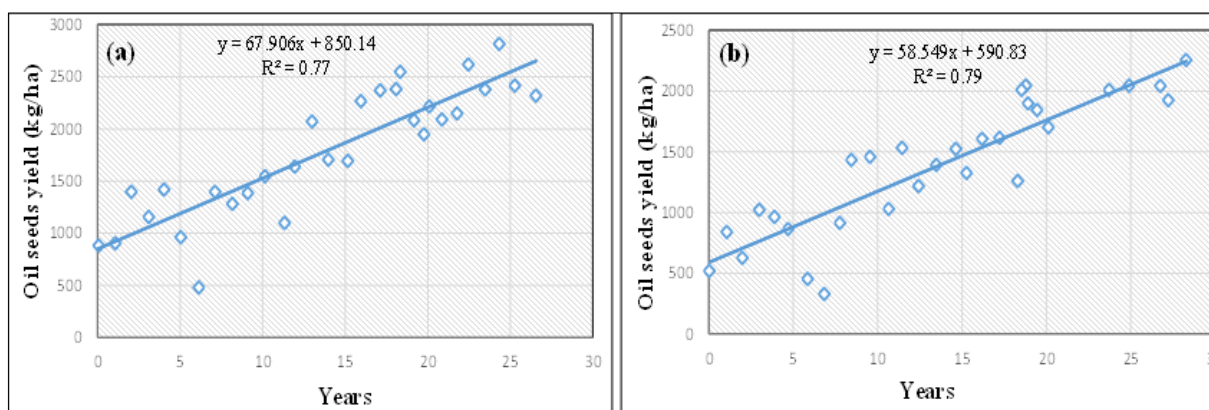 (a)
y = 67.906x + 850.14
R² = 0.77
Oil seeds yield (kg/ha)
3000
2500
2000
1500
1000
500
0
0 5 10 15 20 25 30
Years
(b)
y = 58.549x + 590.83
R² = 0.79
Oil seeds yield (kg/ha)
2500
2000
1500
1000
500
0
0 5 10 15 20 25 30
Years